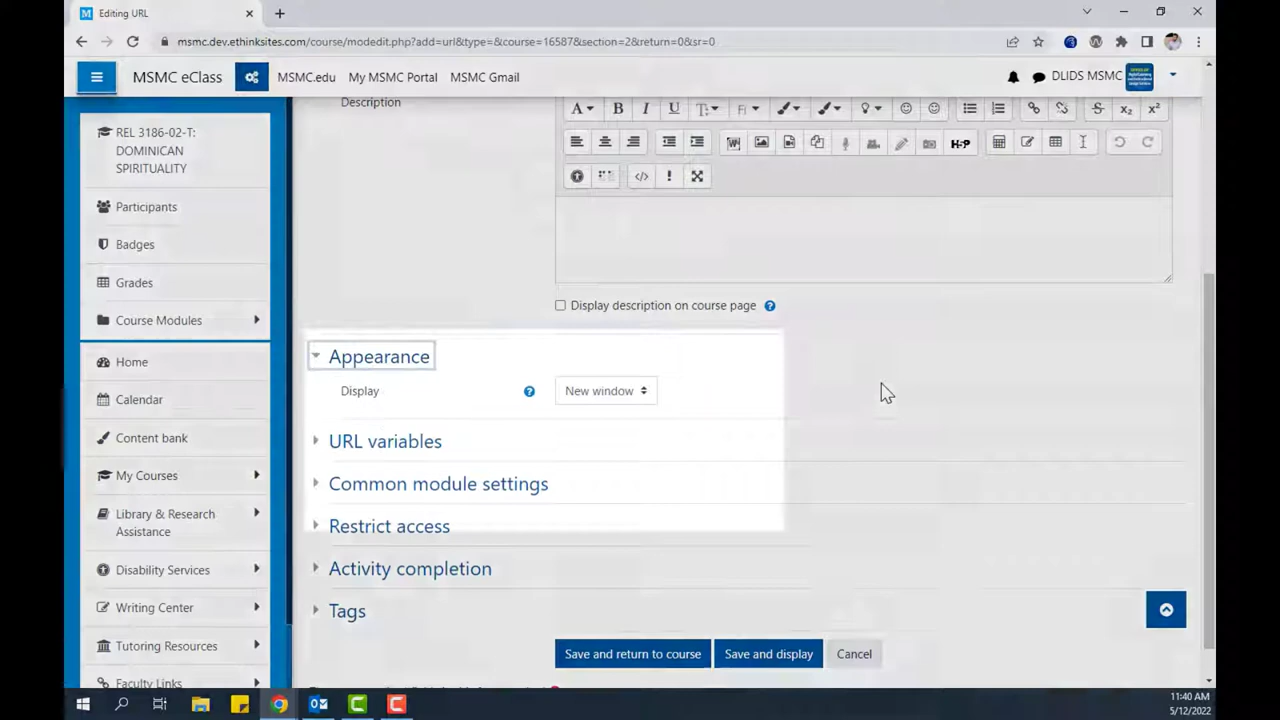 Editing URL
msmc.dev.ethinksites.com/course/modedit.php?add=url&type=&course=16587&section=2&return=0&sr=0
MSMC eClass
MSMC.edu
My MSMC Portal
MSMC Gmail
DLIDS MSMC
REL 3186-02-T:
DOMINICAN
SPIRITUALITY
Participants
Badges
Grades
Course Modules
Home
Calendar
Content bank
My Courses
Library & Research
Assistance
Disability Services
Writing Center
Tutoring Resources
Faculty Links
Description
H-P
Display description on course page
Appearance
Display
New window
URL variables
Common module settings
Restrict access
Activity completion
Tags
Save and return to course
Save and display
Cancel
11:40 AM
5/12/2022